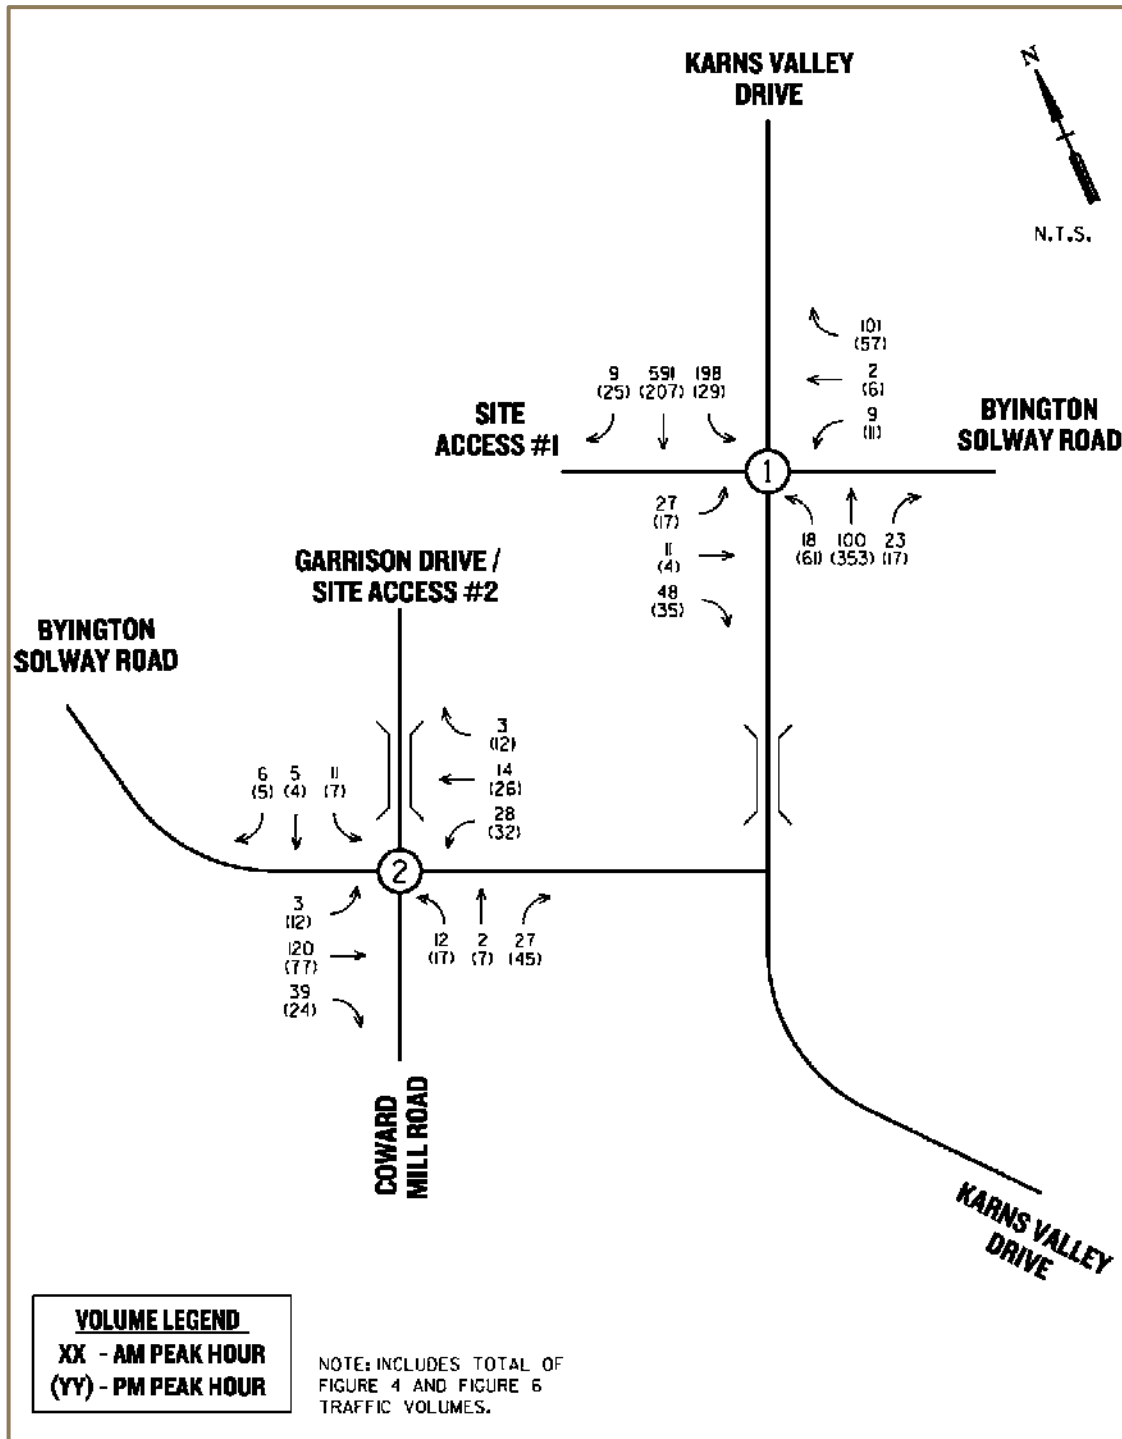 KARNS VALLEY
DRIVE
N
N.T.S.
101
(57)
9 591 198
(25) (207) (29)
2
(6)
SITE
ACCESS #1
9
(11)
BYINGTON
SOLWAY ROAD
1
27
(17)
18 100 23
(61) (353) (17)
11
(4)
48
(35)
GARRISON DRIVE /
SITE ACCESS #2
BYINGTON
SOLWAY ROAD
3
(12)
6 5 11
(5) (4) (7)
14
(26)
28
(32)
2
3
(12)
12 2 27
(17) (7) (45)
120
(77)
39
(24)
COWARD
MILL ROAD
KARNS VALLEY
DRIVE
VOLUME LEGEND
XX - AM PEAK HOUR
(YY) - PM PEAK HOUR
NOTE: INCLUDES TOTAL OF
FIGURE 4 AND FIGURE 6
TRAFFIC VOLUMES.